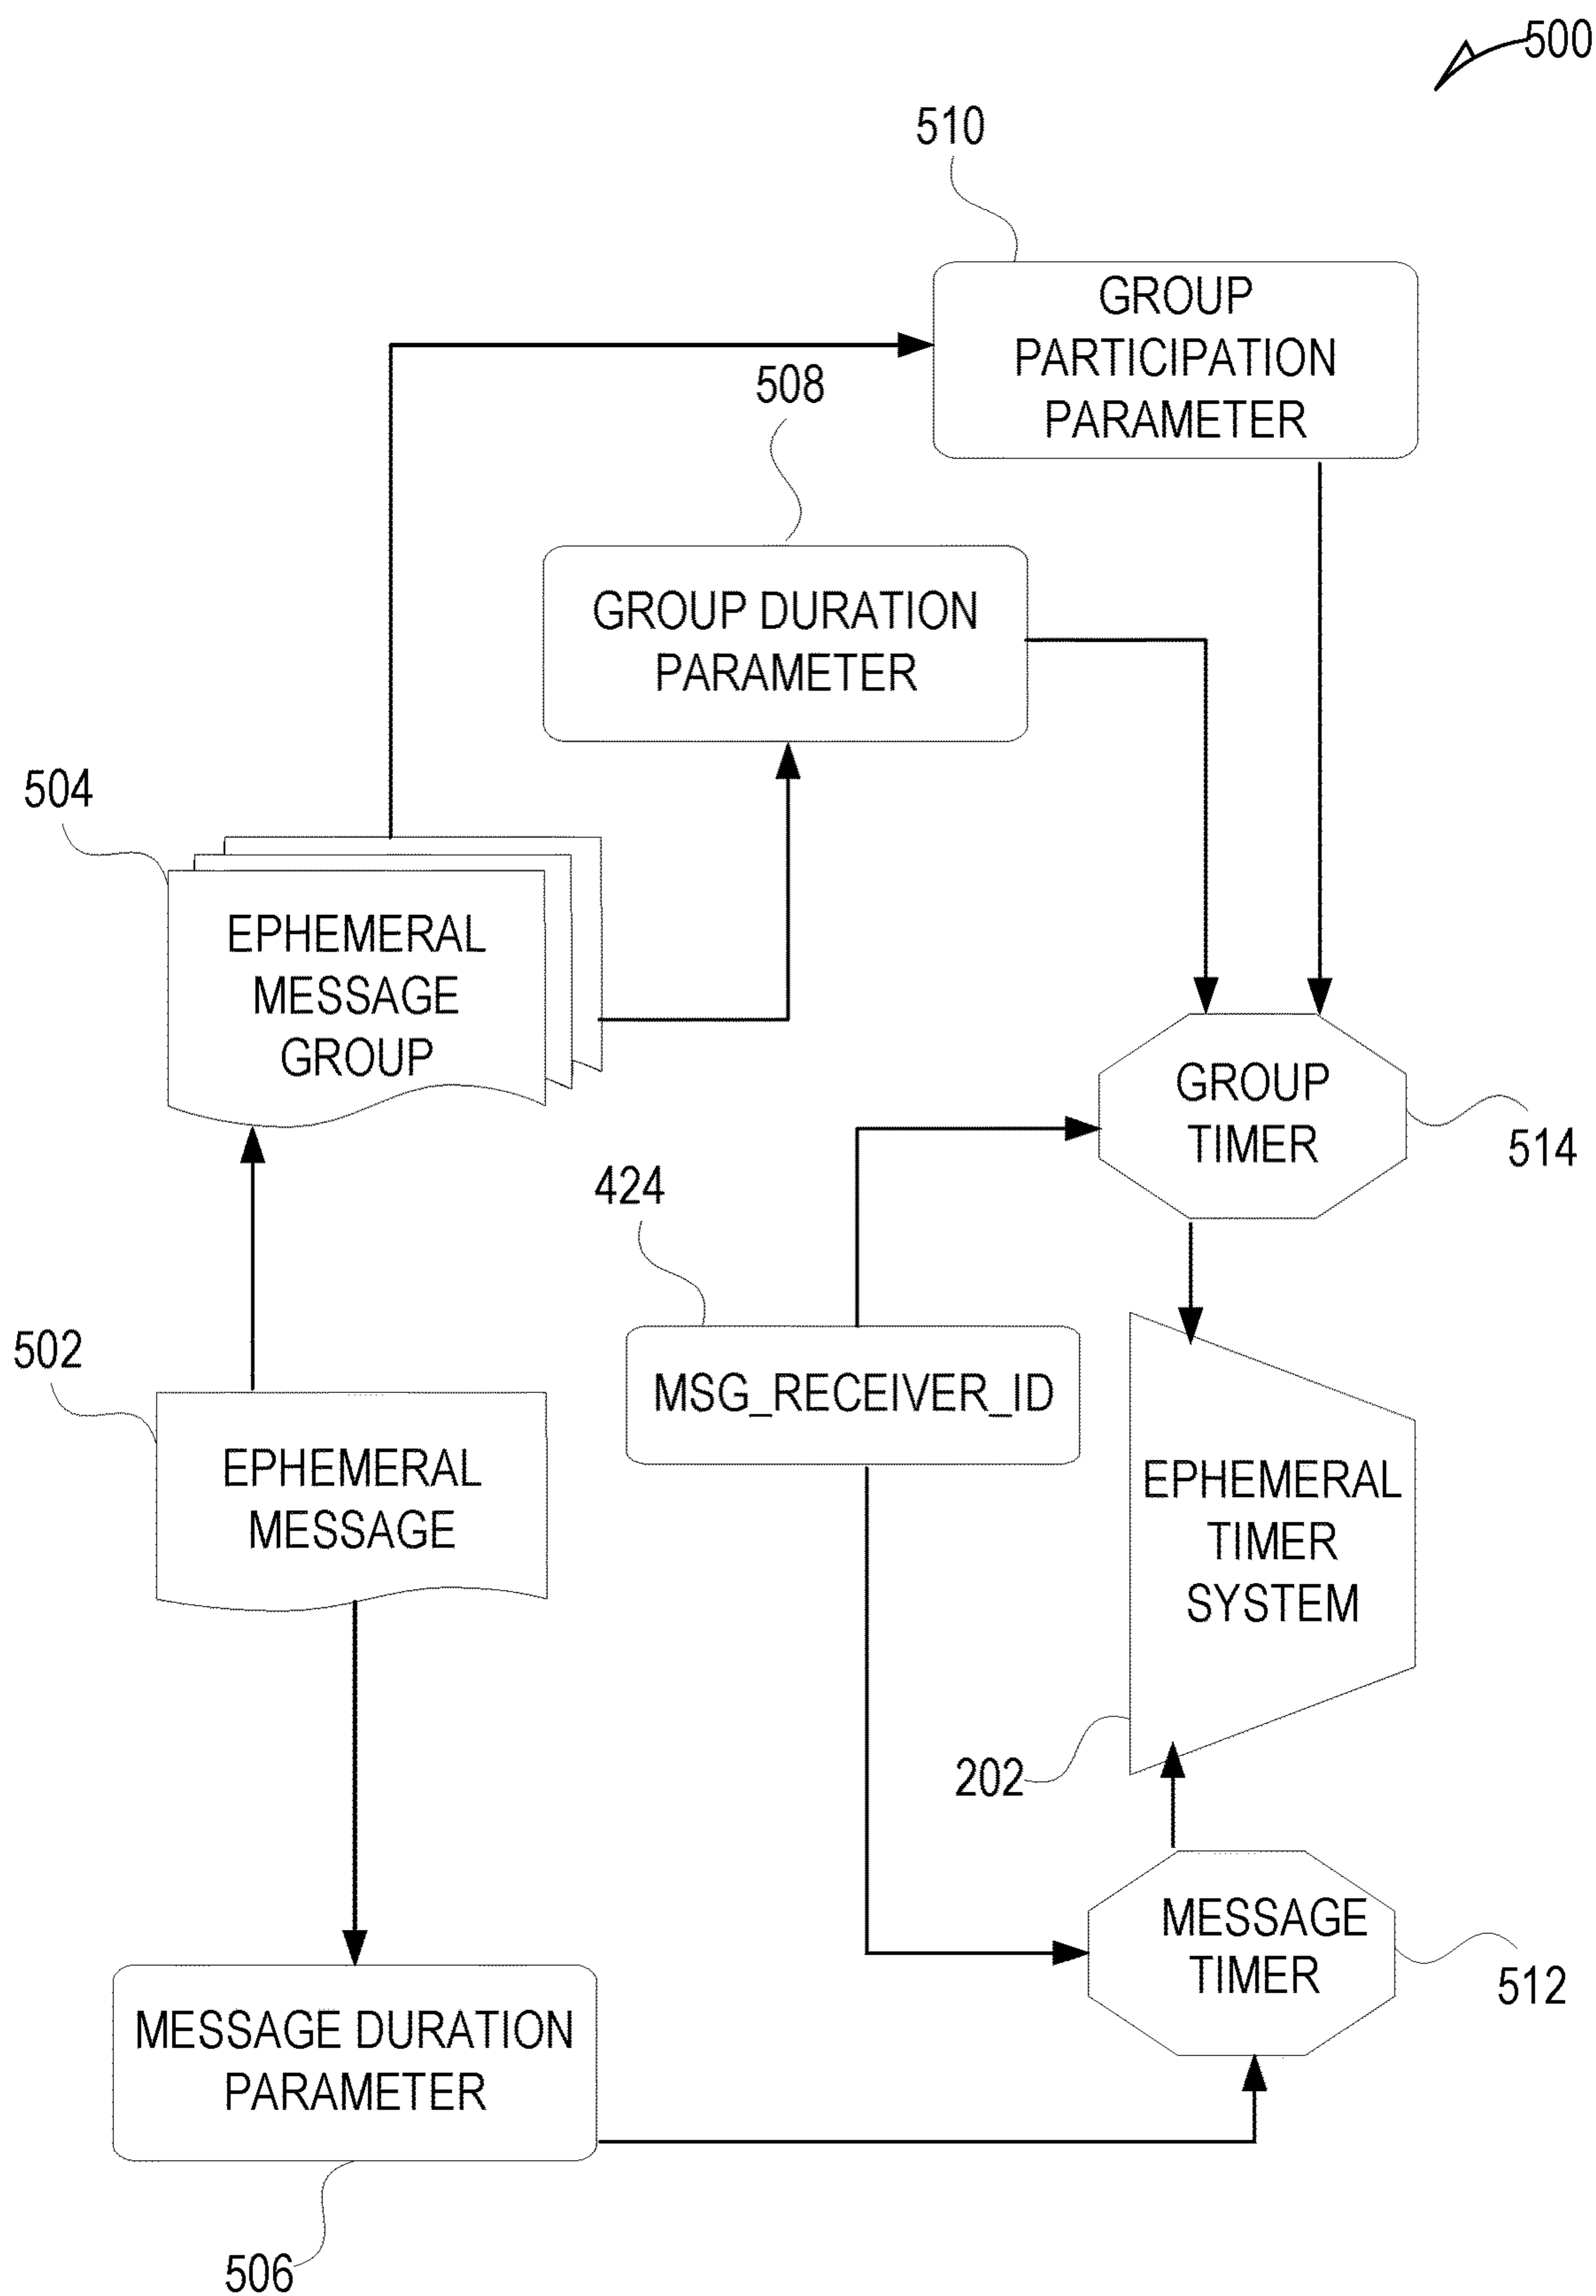 500
510
GROUP
PARTICIPATION
PARAMETER
508
GROUP DURATION
PARAMETER
504
EPHEMERAL
MESSAGE
GROUP
GROUP
TIMER
514
424
MSG_RECEIVER_ID
502
EPHEMERAL
MESSAGE
EPHEMERAL
TIMER
SYSTEM
202
MESSAGE
TIMER
512
MESSAGE DURATION
PARAMETER
506